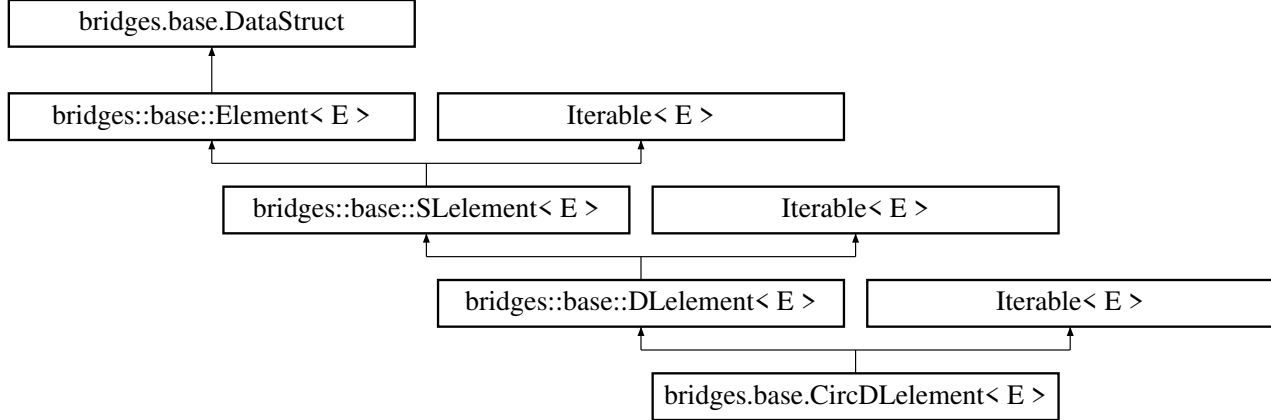 bridges.base.DataStruct
bridges::base::Element< E >
Iterable< E >
bridges::base::SLelement< E >
Iterable< E >
bridges::base::DLelement< E >
Iterable< E >
bridges.base.CircDLelement< E >